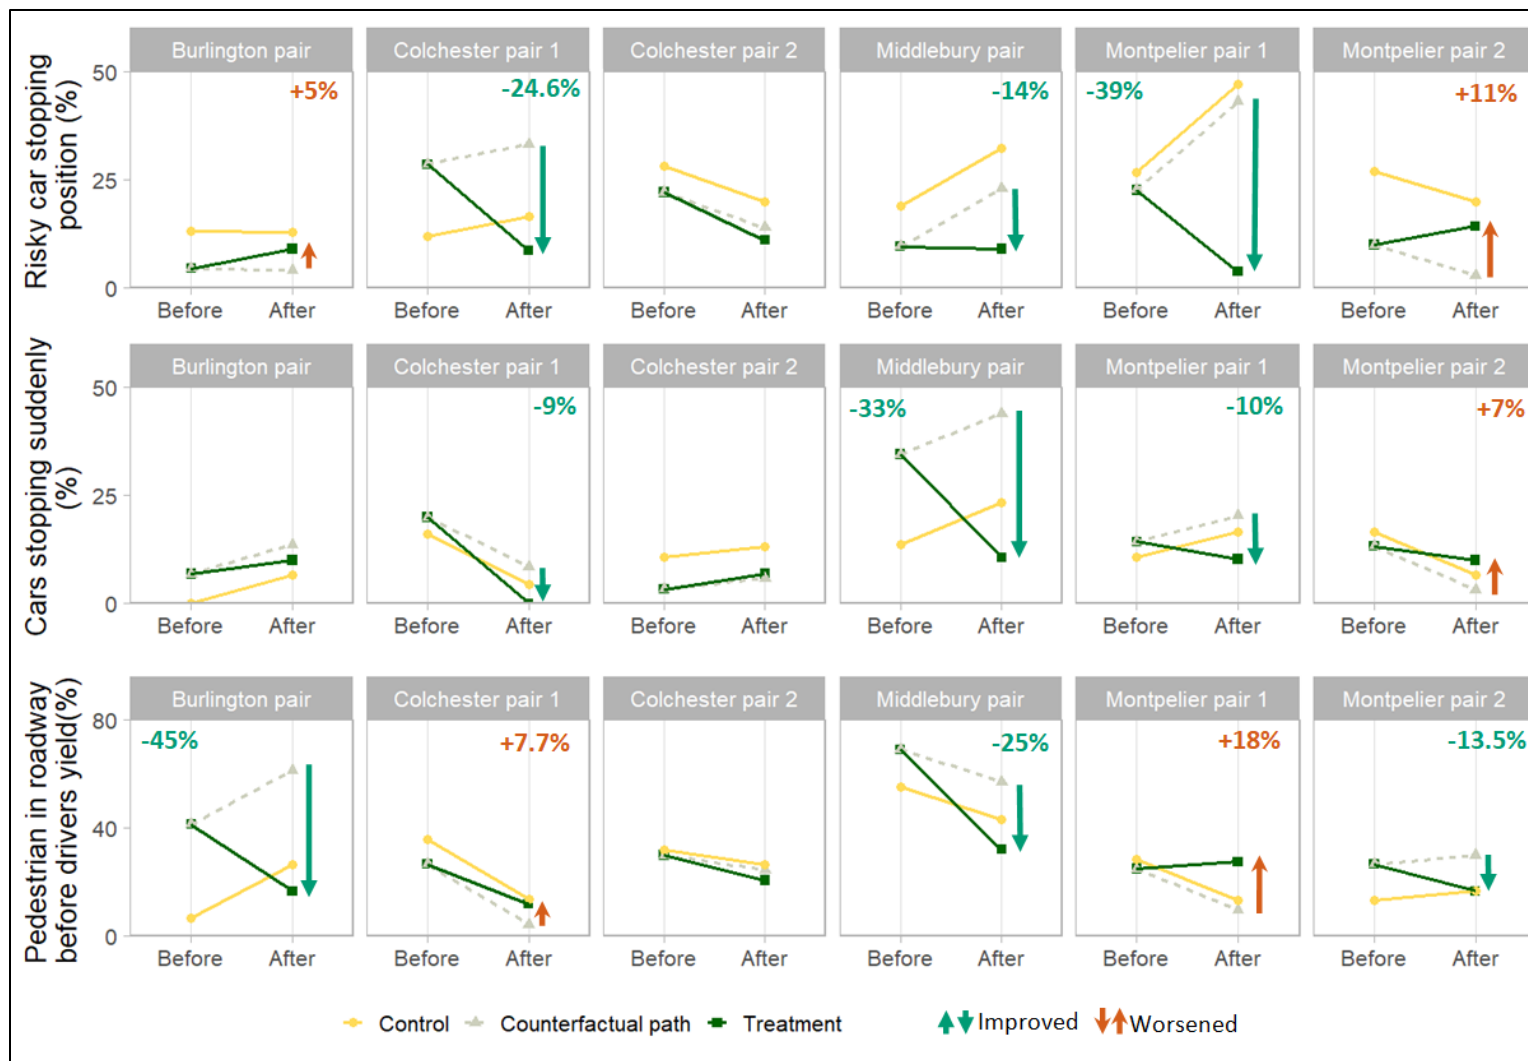 Burlington pair Colchester pair 1 Colchester pair 2 Middlebury pair Montpelier pair 1 Montpelier pair 2
Risky car stopping
position (%)
50
25
0
+5% -24.6% -14% -39% +11%
Before After Before After Before After Before After Before After Before After
Burlington pair Colchester pair 1 Colchester pair 2 Middlebury pair Montpelier pair 1 Montpelier pair 2
Cars stopping suddenly
(%)
50
25
0
-9% -33% -10% +7%
Before After Before After Before After Before After Before After Before After
Burlington pair Colchester pair 1 Colchester pair 2 Middlebury pair Montpelier pair 1 Montpelier pair 2
Pedestrian in roadway
before drivers yield(%)
80
40
0
-45% +7.7% -25% +18% -13.5%
Before After Before After Before After Before After Before After Before After
Control Counterfactual path Treatment Improved Worsened